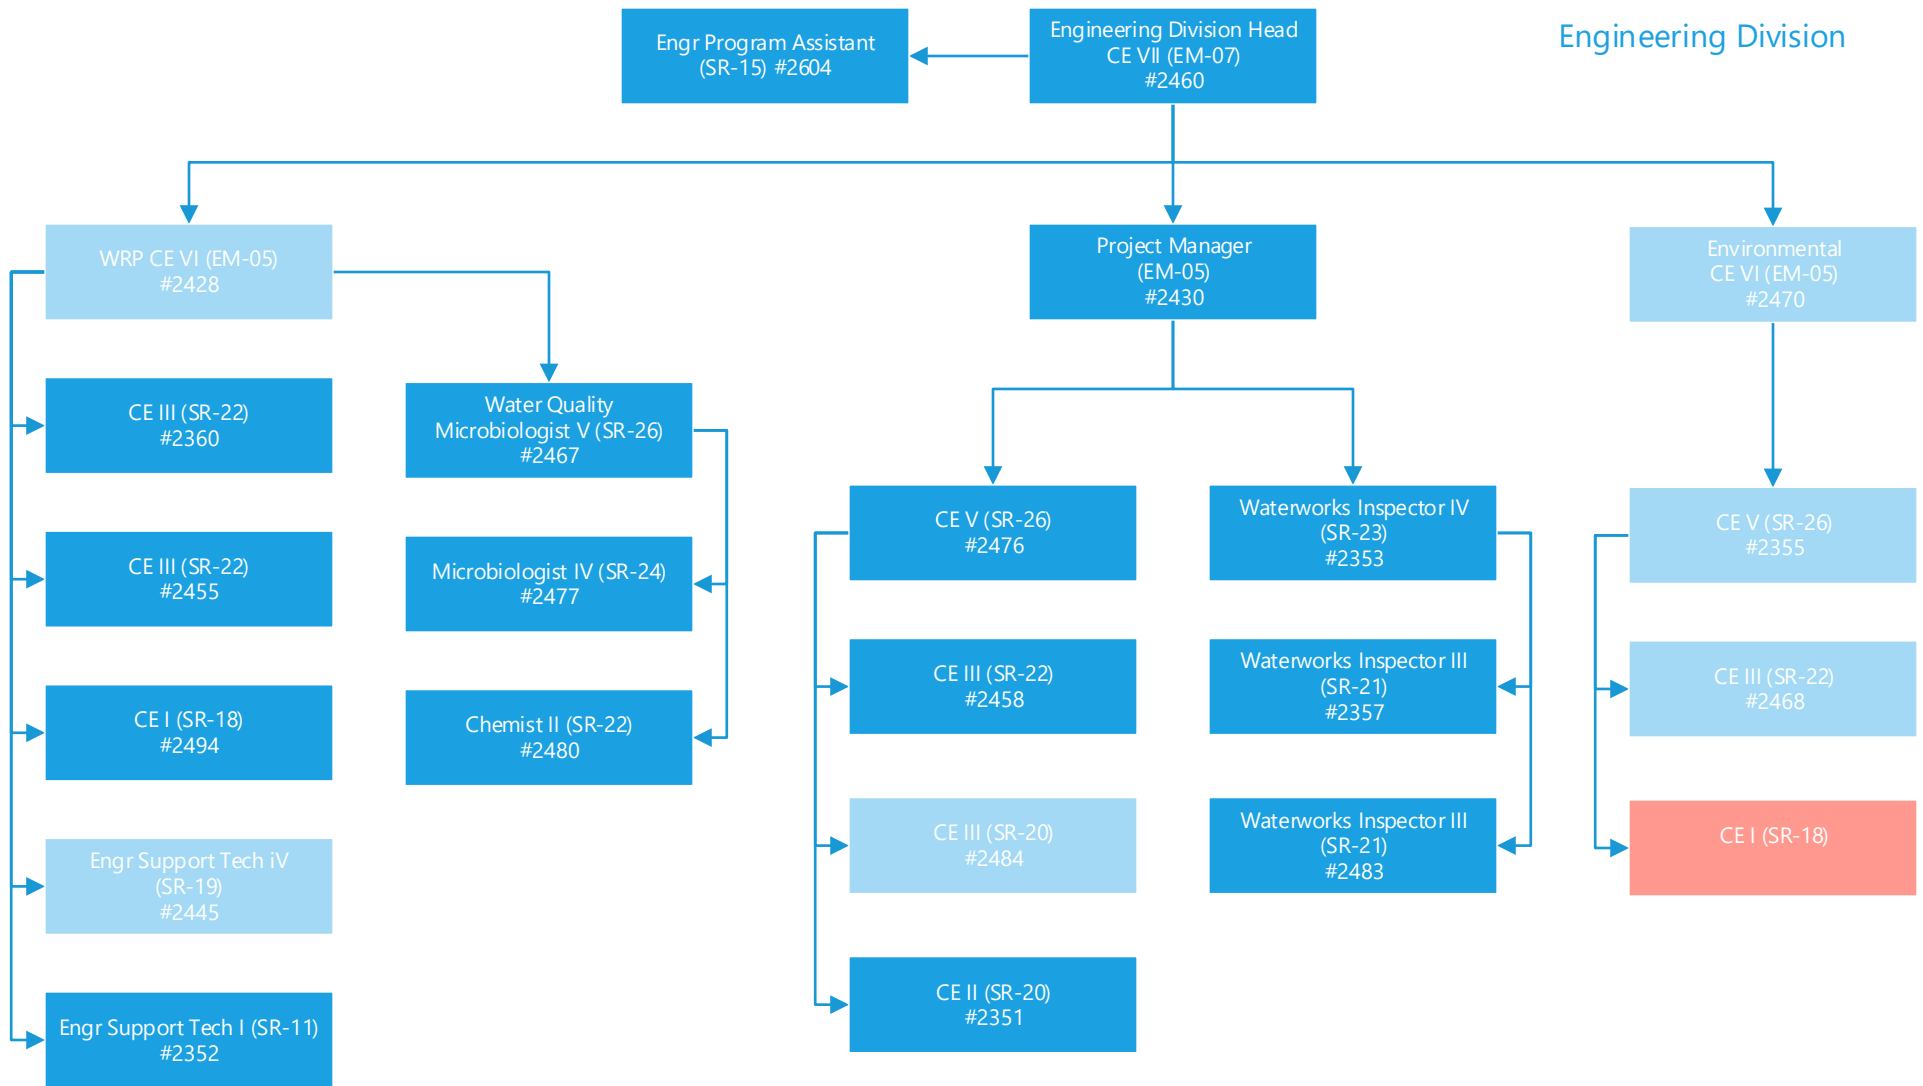 Engineering Division
Engr Program Assistant
(SR-15) #2604
Engineering Division Head
CE VII (EM-07)
#2460
WRP CE VI (EM-05)
#2428
Project Manager
(EM-05)
#2430
Environmental
CE VI (EM-05)
#2470
CE III (SR-22)
#2360
CE III (SR-22)
#2455
CE I (SR-18)
#2494
Engr Support Tech iV
(SR-19)
#2445
Engr Support Tech I (SR-11)
#2352
Water Quality
Microbiologist V (SR-26)
#2467
Microbiologist IV (SR-24)
#2477
Chemist II (SR-22)
#2480
CE V (SR-26)
#2476
CE III (SR-22)
#2458
CE III (SR-20)
#2484
CE II (SR-20)
#2351
Waterworks Inspector IV
(SR-23)
#2353
Waterworks Inspector III
(SR-21)
#2357
Waterworks Inspector III
(SR-21)
#2483
CE V (SR-26)
#2355
CE III (SR-22)
#2468
CE I (SR-18)